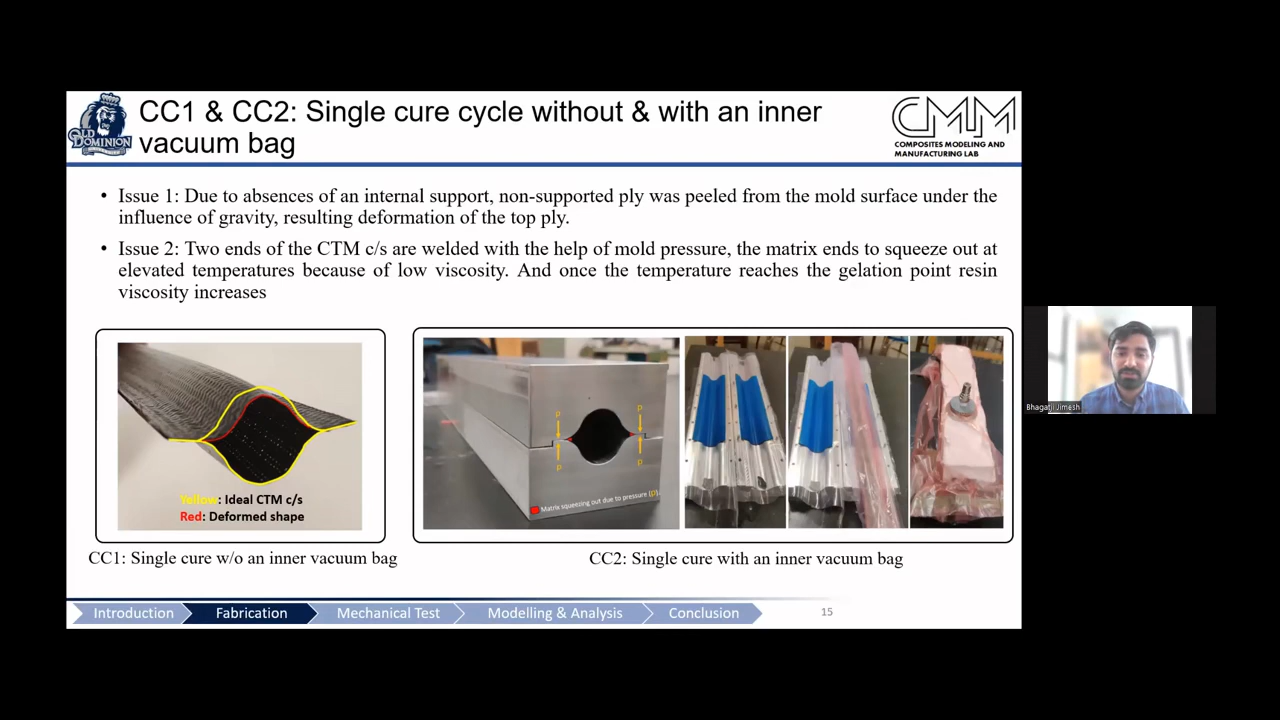 CC1 & CC2: Single cure cycle without & with an inner
vacuum bag
OLD DOMINION
CMM
COMPOSITES MODELING AND
MANUFACTURING LAB
• Issue 1: Due to absences of an internal support, non-supported ply was peeled from the mold surface under the
influence of gravity, resulting deformation of the top ply.
• Issue 2: Two ends of the CTM c/s are welded with the help of mold pressure, the matrix ends to squeeze out at
elevated temperatures because of low viscosity. And once the temperature reaches the gelation point resin
viscosity increases
Yellow: Ideal CTM c/s
Red: Deformed shape
p
p
p
p
Matrix squeezing out due to pressure (p).
CC1: Single cure w/o an inner vacuum bag
CC2: Single cure with an inner vacuum bag
Bhagatji Jimesh
Introduction
Fabrication
Mechanical Test
Modelling & Analysis
Conclusion
15